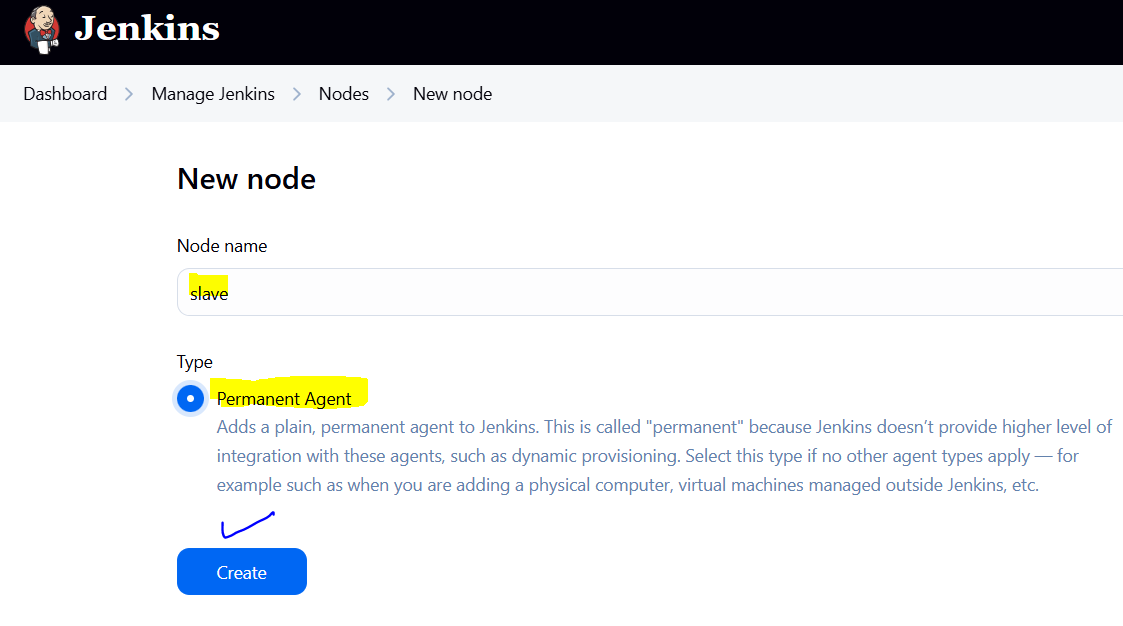 Jenkins
Dashboard > Manage Jenkins > Nodes > New node
New node
Node name
slave
Type
Permanent Agent
Adds a plain, permanent agent to Jenkins. This is called "permanent" because Jenkins doesn’t provide higher level of
integration with these agents, such as dynamic provisioning. Select this type if no other agent types apply — for
example such as when you are adding a physical computer, virtual machines managed outside Jenkins, etc.
Create